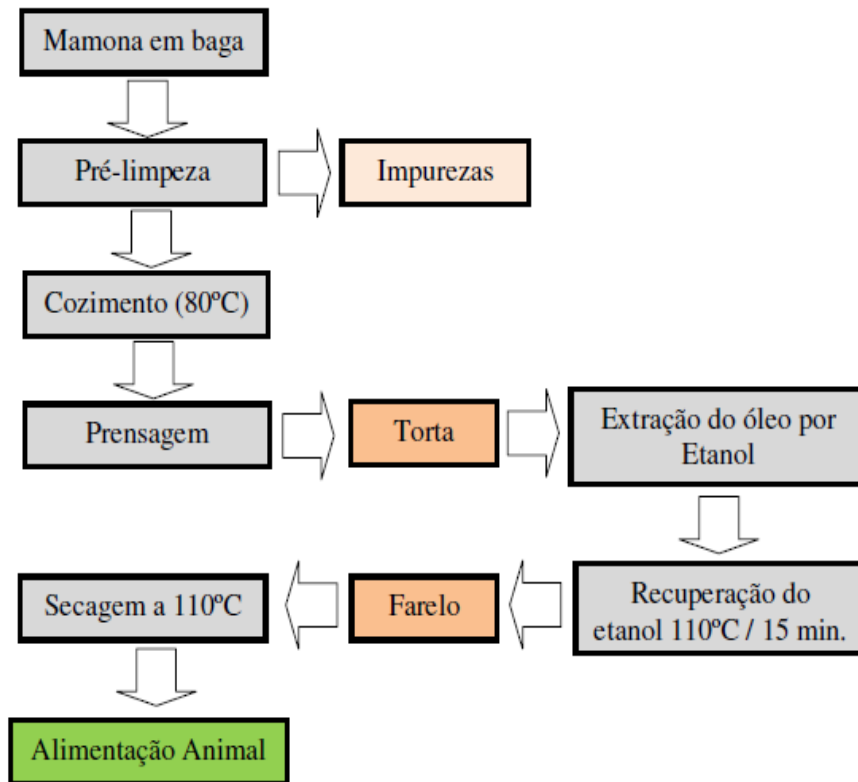 Mamona em baga
Pré-limpeza
Impurezas
Cozimento (80ºC)
Prensagem
Torta
Extração do óleo por
Etanol
Recuperação do
etanol 110ºC / 15 min.
Farelo
Secagem a 110ºC
Alimentação Animal